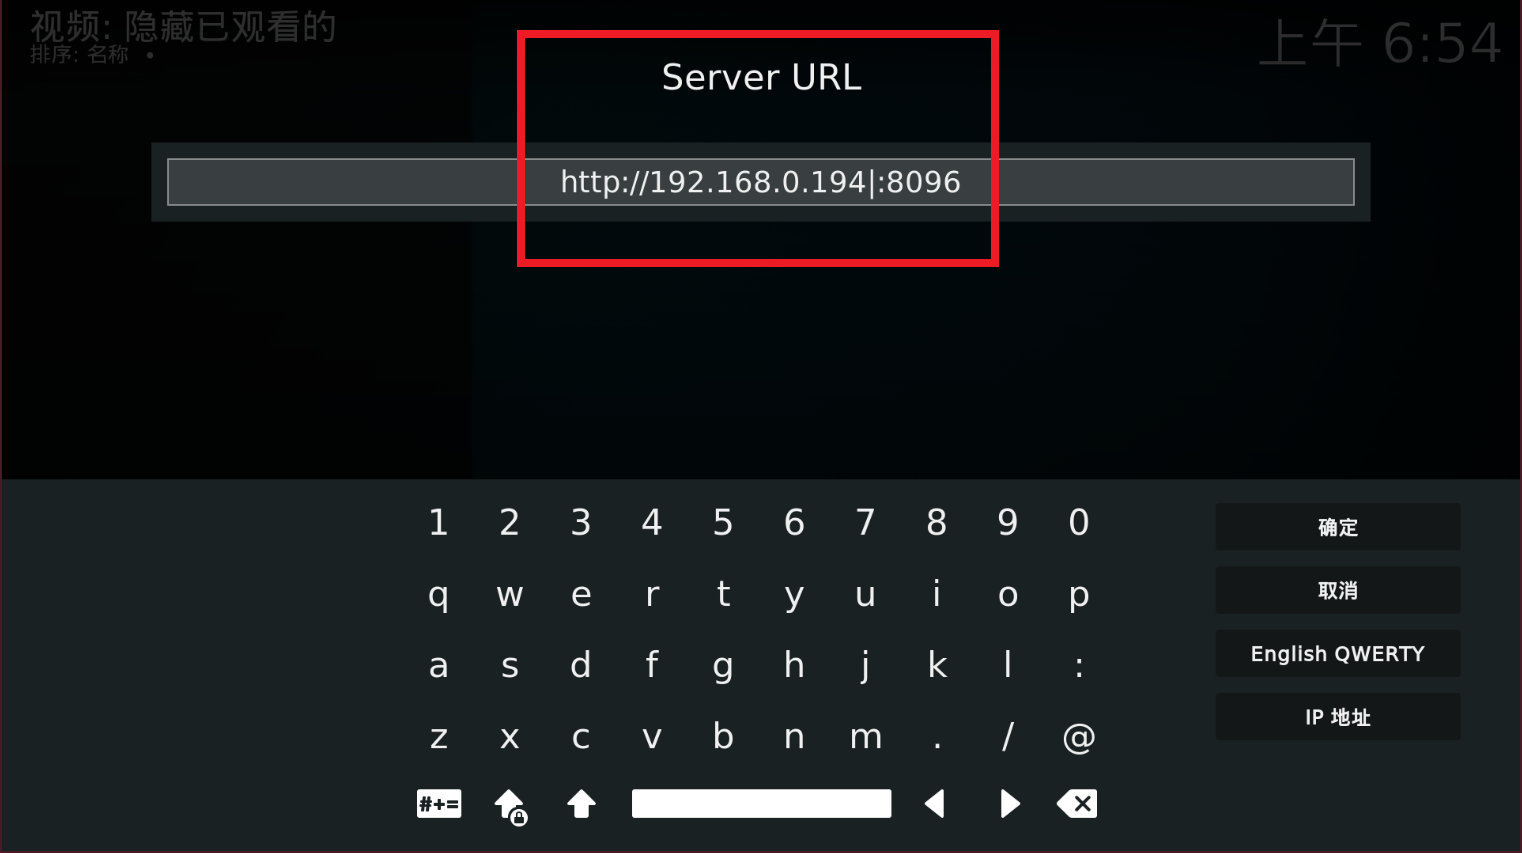 视频: 隐藏已观看的
排序: 名称 •
上午 6:54
Server URL
http://192.168.0.194|:8096
1 2 3 4 5 6 7 8 9 0
q w e r t y u i o p
a s d f g h j k l :
z x c v b n m . / @
#+=
确定
取消
English QWERTY
IP 地址